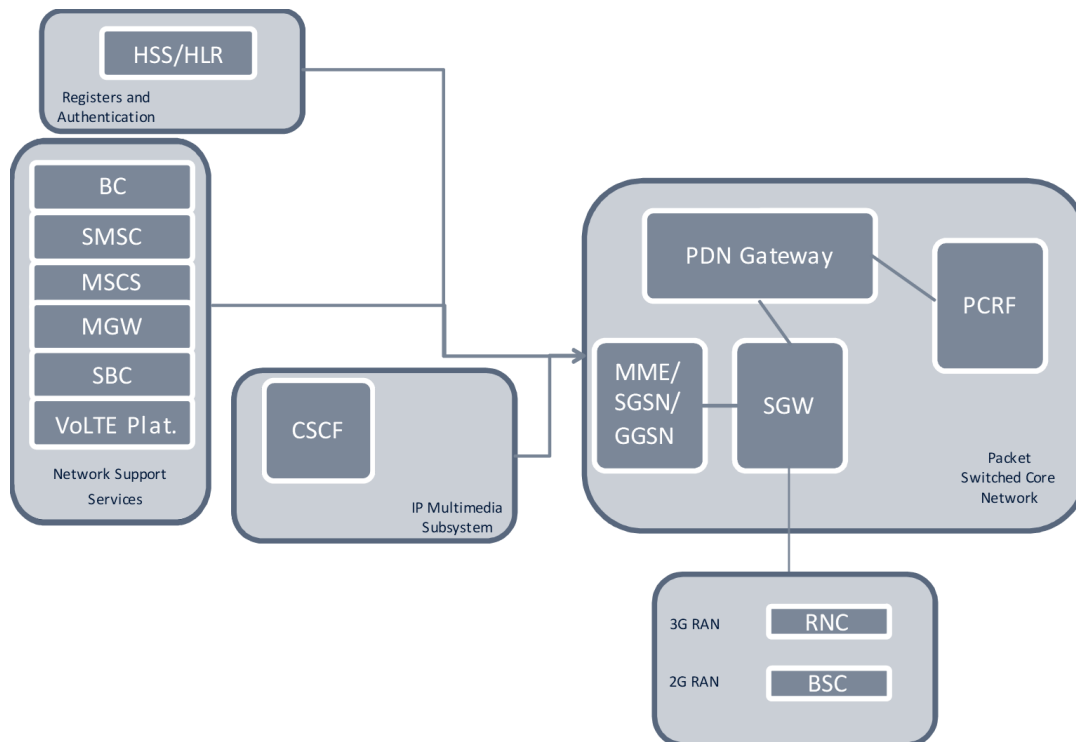 HSS/HLR
Registers and
Authentication
BC
SMSC
MSCS
MGW
SBC
VoLTE Plat.
Network Support
Services
CSCF
IP Multimedia
Subsystem
PDN Gateway
PCRF
MME/
SGSN/
GGSN
SGW
Packet
Switched Core
Network
3G RAN
RNC
2G RAN
BSC